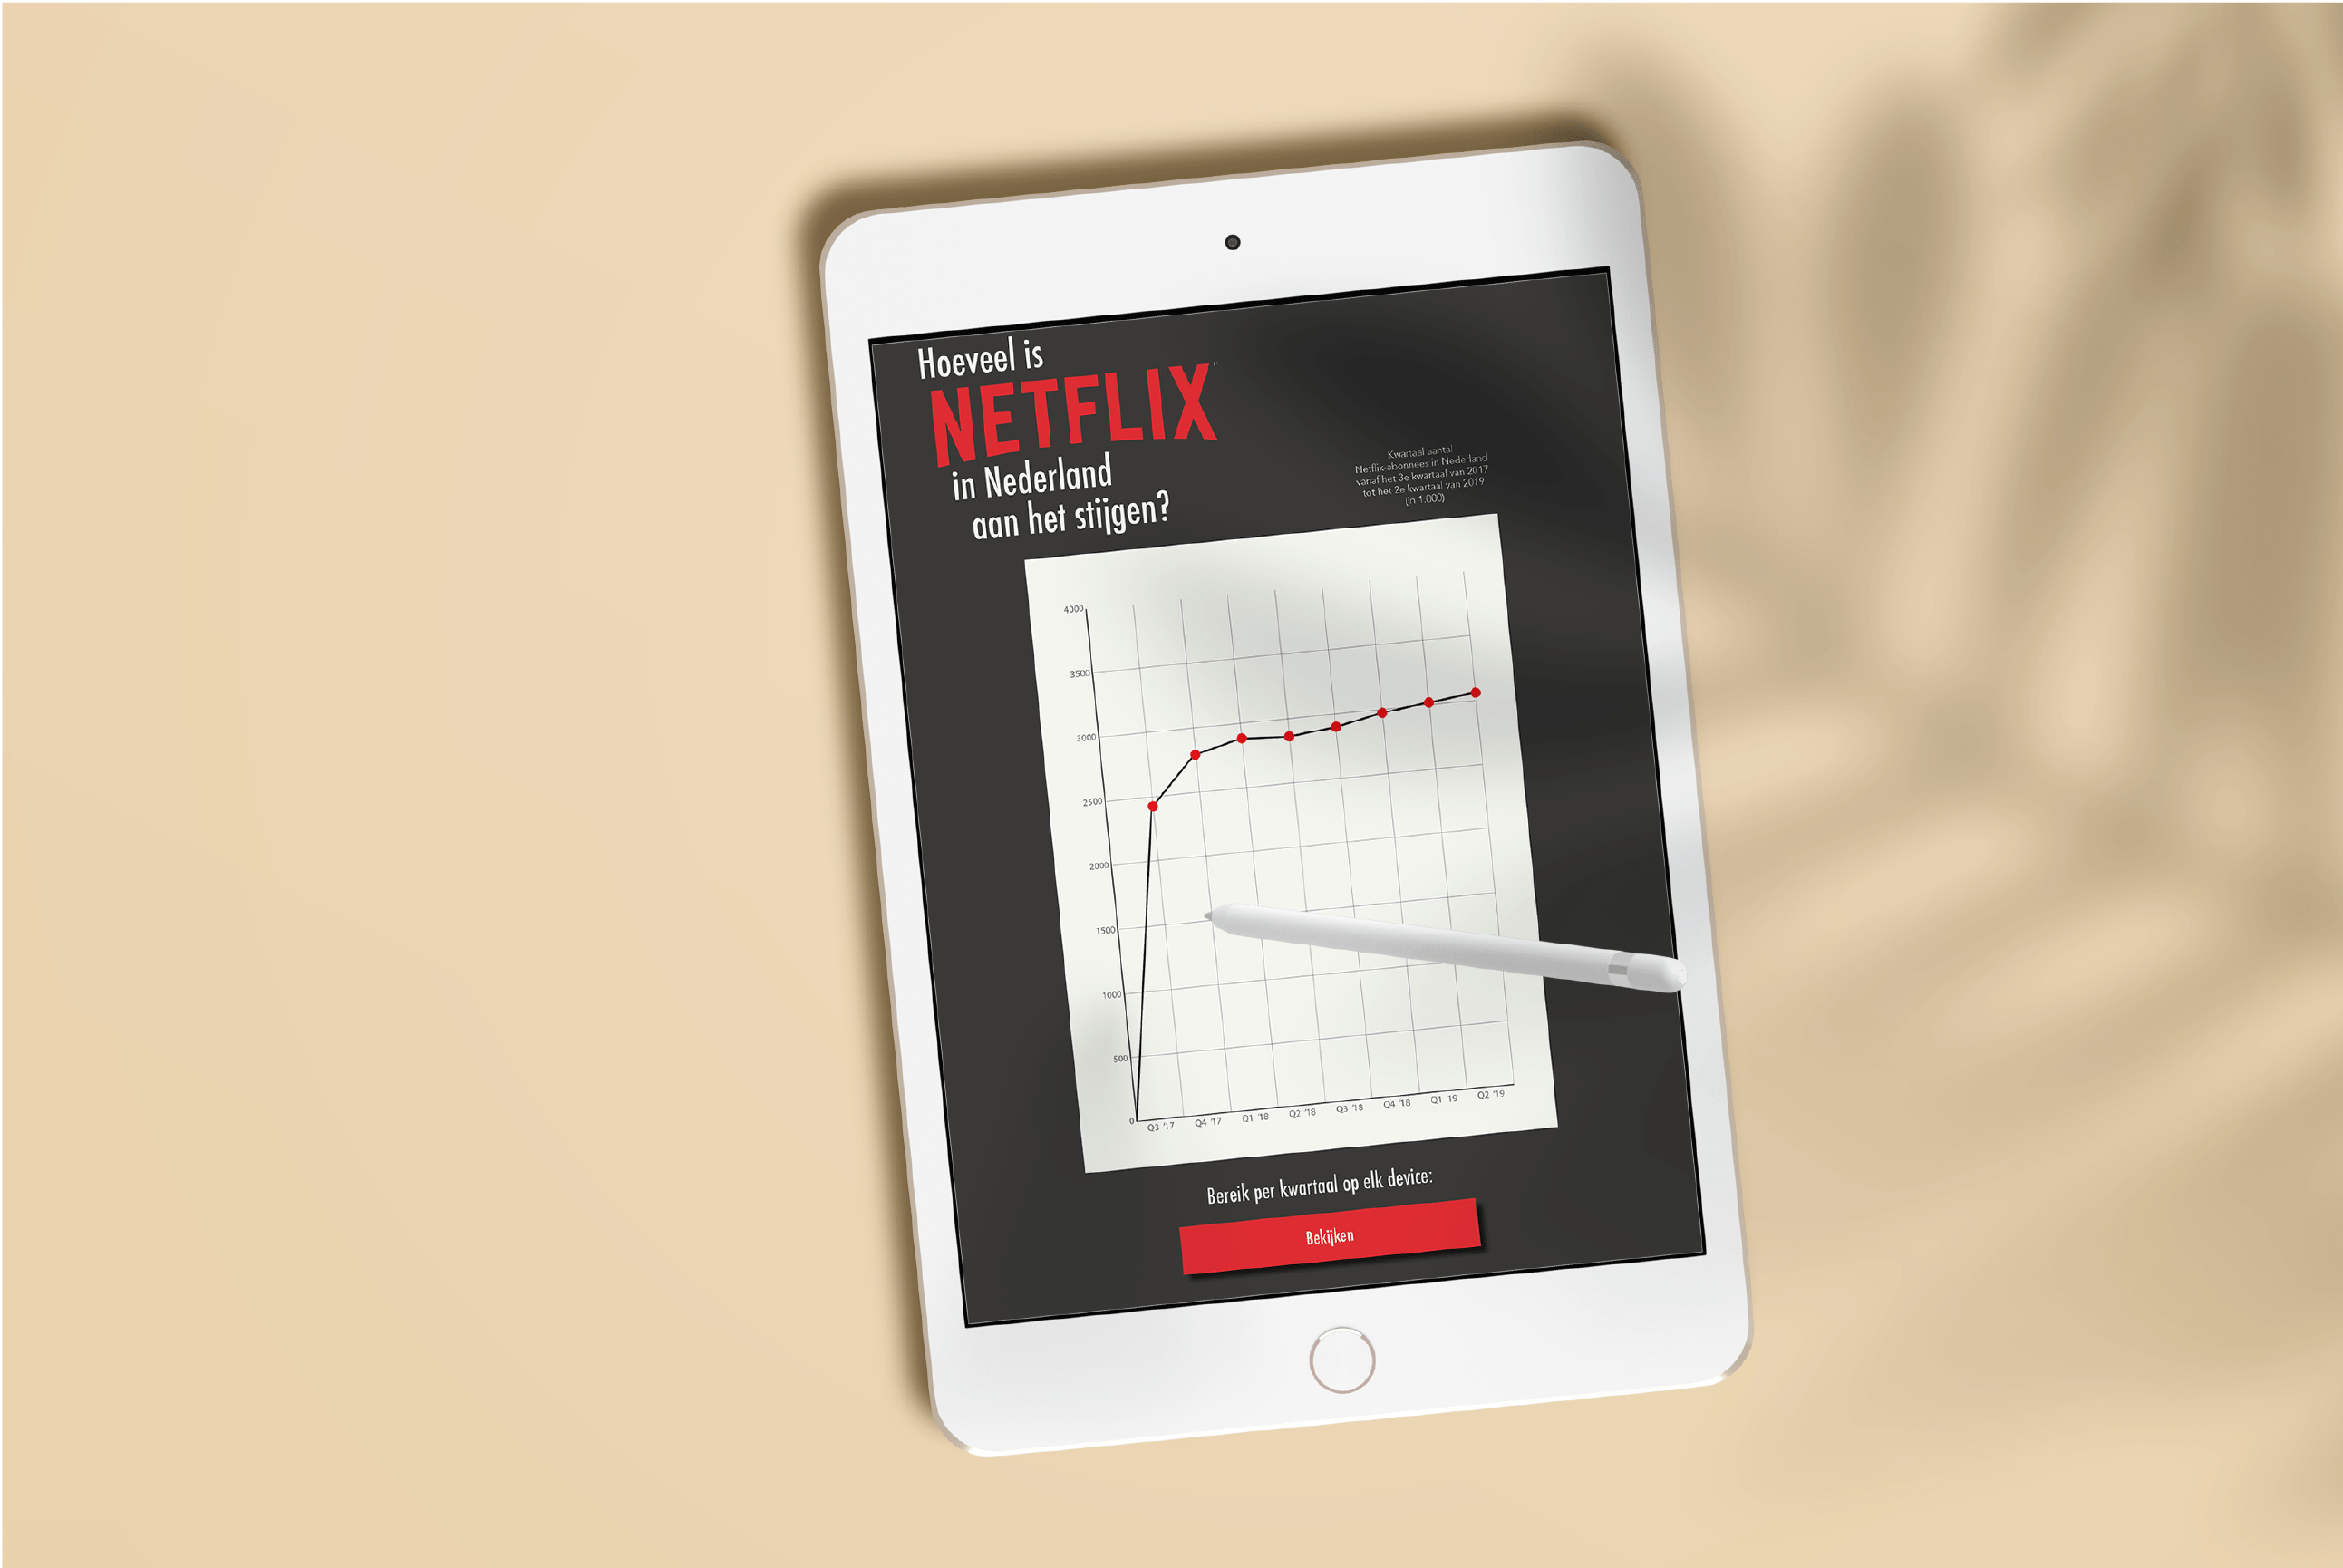 Hoeveel is
NETFLIX
in Nederland
aan het stijgen?
Kwartaal aantal
Netflix-abonnees in Nederland
vanaf het 3e kwartaal van 2017
tot het 2e kwartaal van 2019
(in 1.000)
4000
3500
3000
2500
2000
1500
1000
500
0
Q3 '17 Q4 '17 Q1 '18 Q2 '18 Q3 '18 Q4 '18 Q1 '19 Q2 '19
Bereik per kwartaal op elk device:
Bekijken